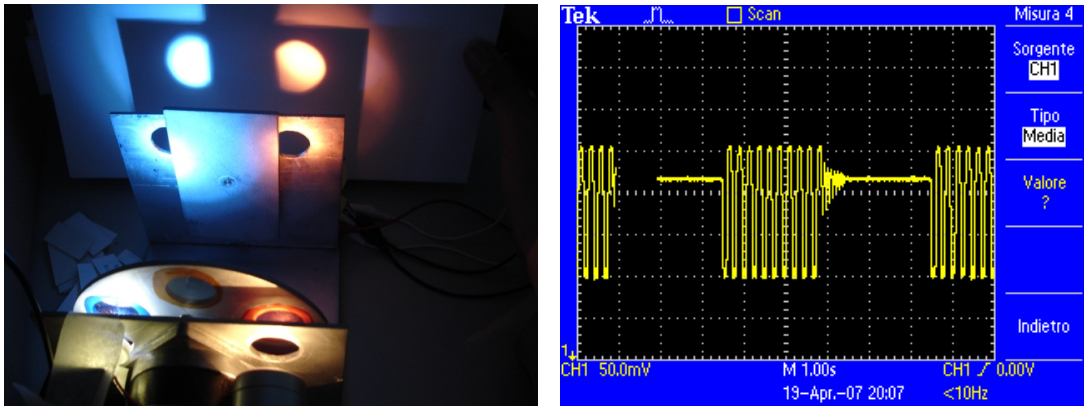 Tek
Scan
Misura 4
Sorgente
CH1
Tipo
Media
Valore
?
Indietro
1
CH1 50.0mV
M 1.00s
CH1 0.00V
19-Apr.-07 20:07
<10Hz